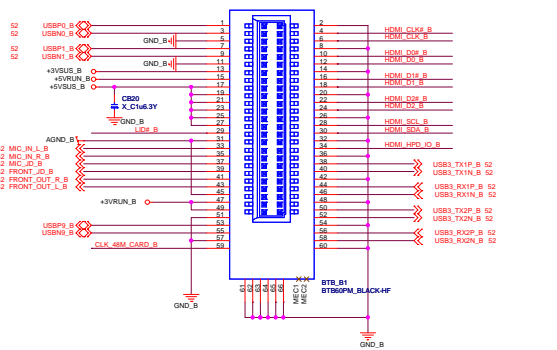 52 USBP0_B 1 2
52 USBN0_B 3 4 HDMI_CLK#_B
GND_B 5 6 HDMI_CLK_B
52 USBP1_B 7 8
52 USBN1_B 9 10 HDMI_D0#_B
GND_B 11 12 HDMI_D0_B
+3VSUS_B 13 14
+5VRUN_B 15 16 HDMI_D1#_B
+5VSUS_B 17 18 HDMI_D1_B
19 20
CB20 21 22 HDMI_D2#_B
X_C1u6.3Y 23 24 HDMI_D2_B
25 26
GND_B 27 28 HDMI_SCL_B
LID#_B 29 30 HDMI_SDA_B
AGND_B 31 32
2 MIC_IN_L_B 33 34 HDMI_HPD_IO_B
2 MIC_IN_R_B 35 36
2 MIC_JD_B 37 38 USB3_TX1P_B 52
2 FRONT_JD_B 39 40 USB3_TX1N_B 52
2 FRONT_OUT_R_B 41 42
2 FRONT_OUT_L_B 43 44 USB3_RX1P_B 52
45 46 USB3_RX1N_B 52
+3VRUN_B 47 48
49 50 USB3_TX2P_B 52
51 52 USB3_TX2N_B 52
52 USBP9_B 53 54
52 USBN9_B 55 56 USB3_RX2P_B 52
57 58 USB3_RX2N_B 52
CLK_48M_CARD_B 59 60
61 62 63 64 65 66 MEC1 MEC2
BTB_B1
BTB60PM_BLACK-HF
GND_B
GND_B